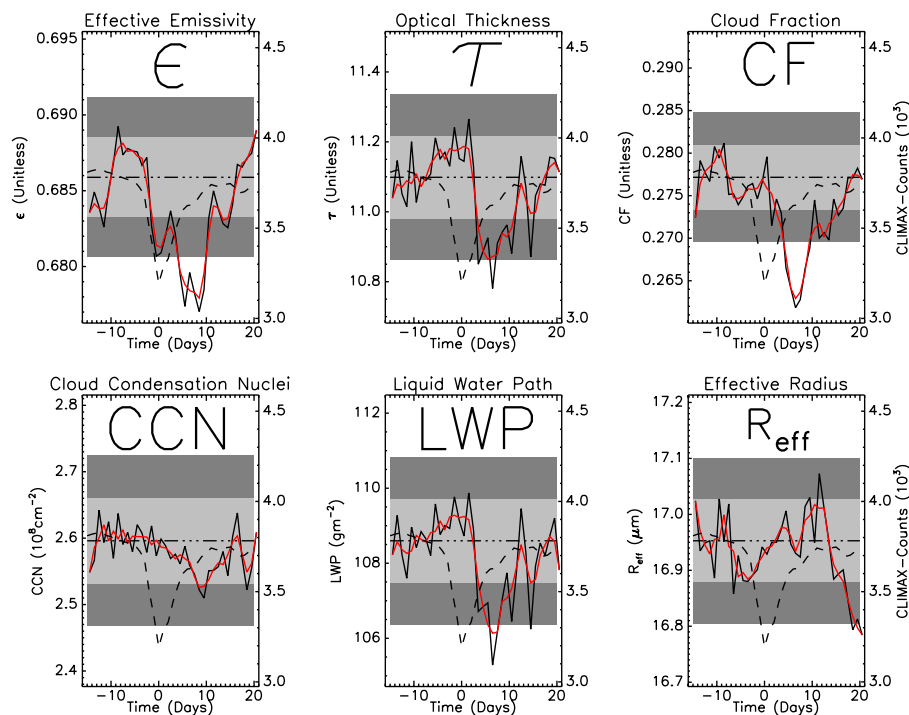 Effective Emissivity
Optical Thickness
Cloud Fraction
ϵ
τ
CF
0.695
0.690
0.685
0.680
ϵ (Unitless)
4.5
4.0
3.5
3.0
−10 0 10 20
Time (Days)
11.4
11.2
11.0
10.8
τ (Unitless)
4.5
4.0
3.5
3.0
−10 0 10 20
Time (Days)
0.290
0.285
0.280
0.275
0.270
0.265
CF (Unitless)
4.5
4.0
3.5
3.0
CLIMAX−Counts (10³)
−10 0 10 20
Time (Days)
Cloud Condensation Nuclei
Liquid Water Path
Effective Radius
CCN
LWP
Reff
2.8
2.7
2.6
2.5
2.4
CCN (10⁸cm⁻²)
4.5
4.0
3.5
3.0
−10 0 10 20
Time (Days)
112
110
108
106
LWP (gm⁻²)
4.5
4.0
3.5
3.0
−10 0 10 20
Time (Days)
17.2
17.1
17.0
16.9
16.8
16.7
Reff (μm)
4.5
4.0
3.5
3.0
CLIMAX−Counts (10³)
−10 0 10 20
Time (Days)